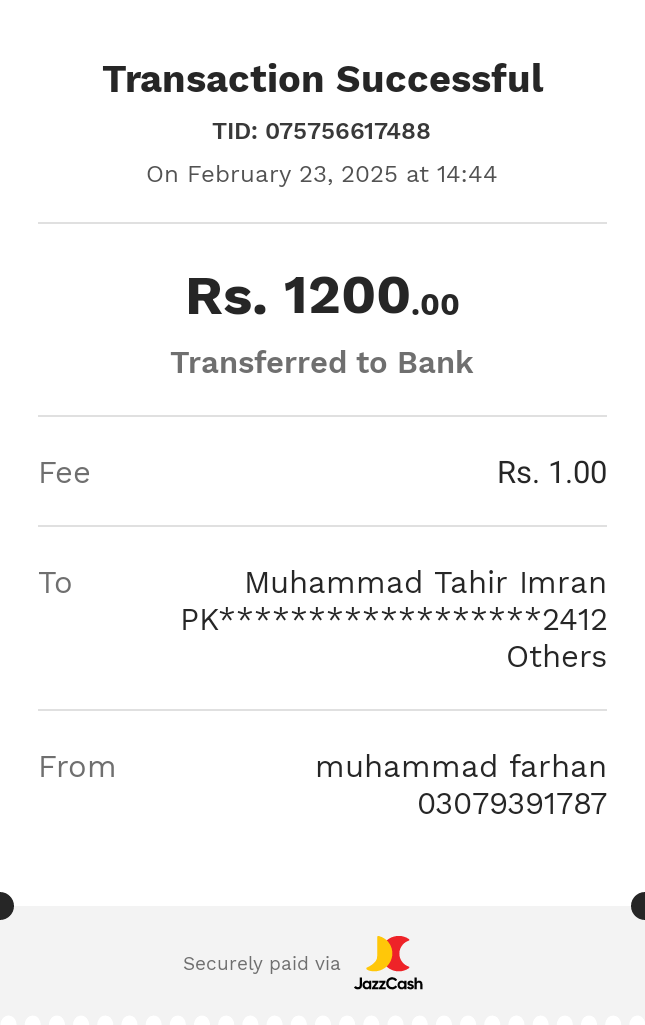 Transaction Successful
TID: 075756617488
On February 23, 2025 at 14:44
Rs. 1200.00
Transferred to Bank
Fee Rs. 1.00
To Muhammad Tahir Imran
PK******************2412
Others
From muhammad farhan
03079391787
Securely paid via
JazzCash